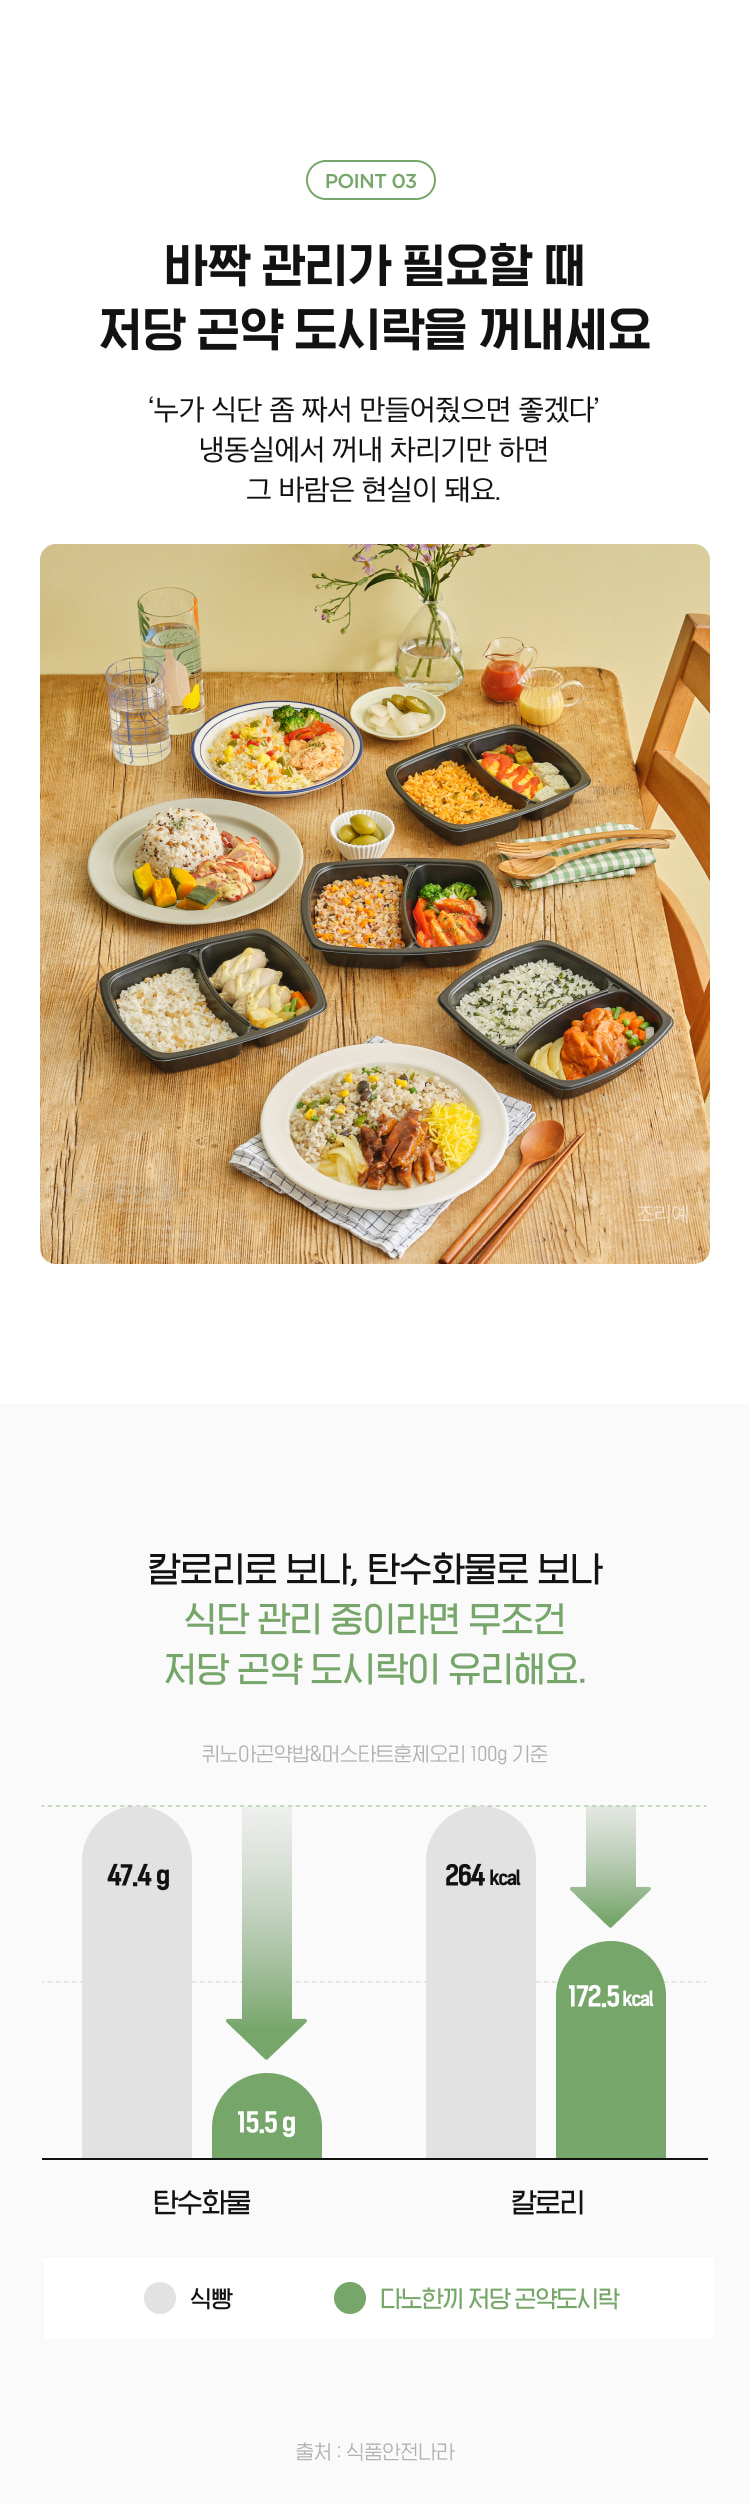 POINT 03
바짝 관리가 필요할 때
저당 곤약 도시락을 꺼내세요
‘누가 식단 좀 짜서 만들어줬으면 좋겠다’
냉동실에서 꺼내 차리기만 하면
그 바람은 현실이 돼요.
조리예
칼로리로 보나, 탄수화물로 보나
식단 관리 중이라면 무조건
저당 곤약 도시락이 유리해요.
퀴노아곤약밥&머스타드훈제오리 100g 기준
47.4 g
264 kcal
172.5 kcal
15.5 g
탄수화물
칼로리
식빵
다노한끼 저당 곤약도시락
출처 : 식품안전나라